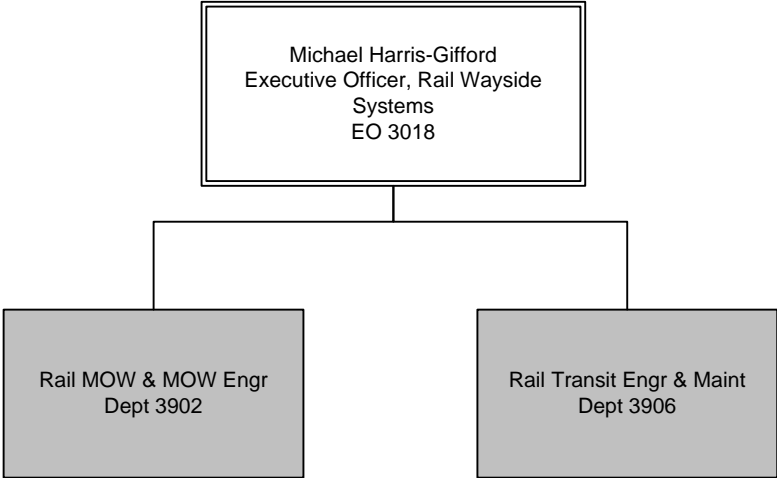 Michael Harris-Gifford
Executive Officer, Rail Wayside
Systems
EO 3018
Rail MOW & MOW Engr
Dept 3902
Rail Transit Engr & Maint
Dept 3906